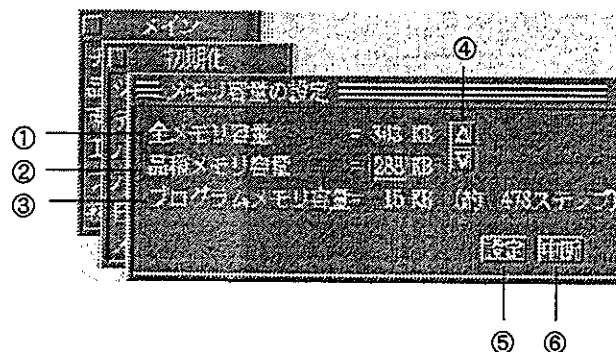 メイン
初期化
メモリ容量の設定
④
① 全メモリ容量 = KB
② 品種メモリ容量 = 288 KB
③ プログラムメモリ容量= KB (約 478ステップ)
設定 中断
⑤ ⑥